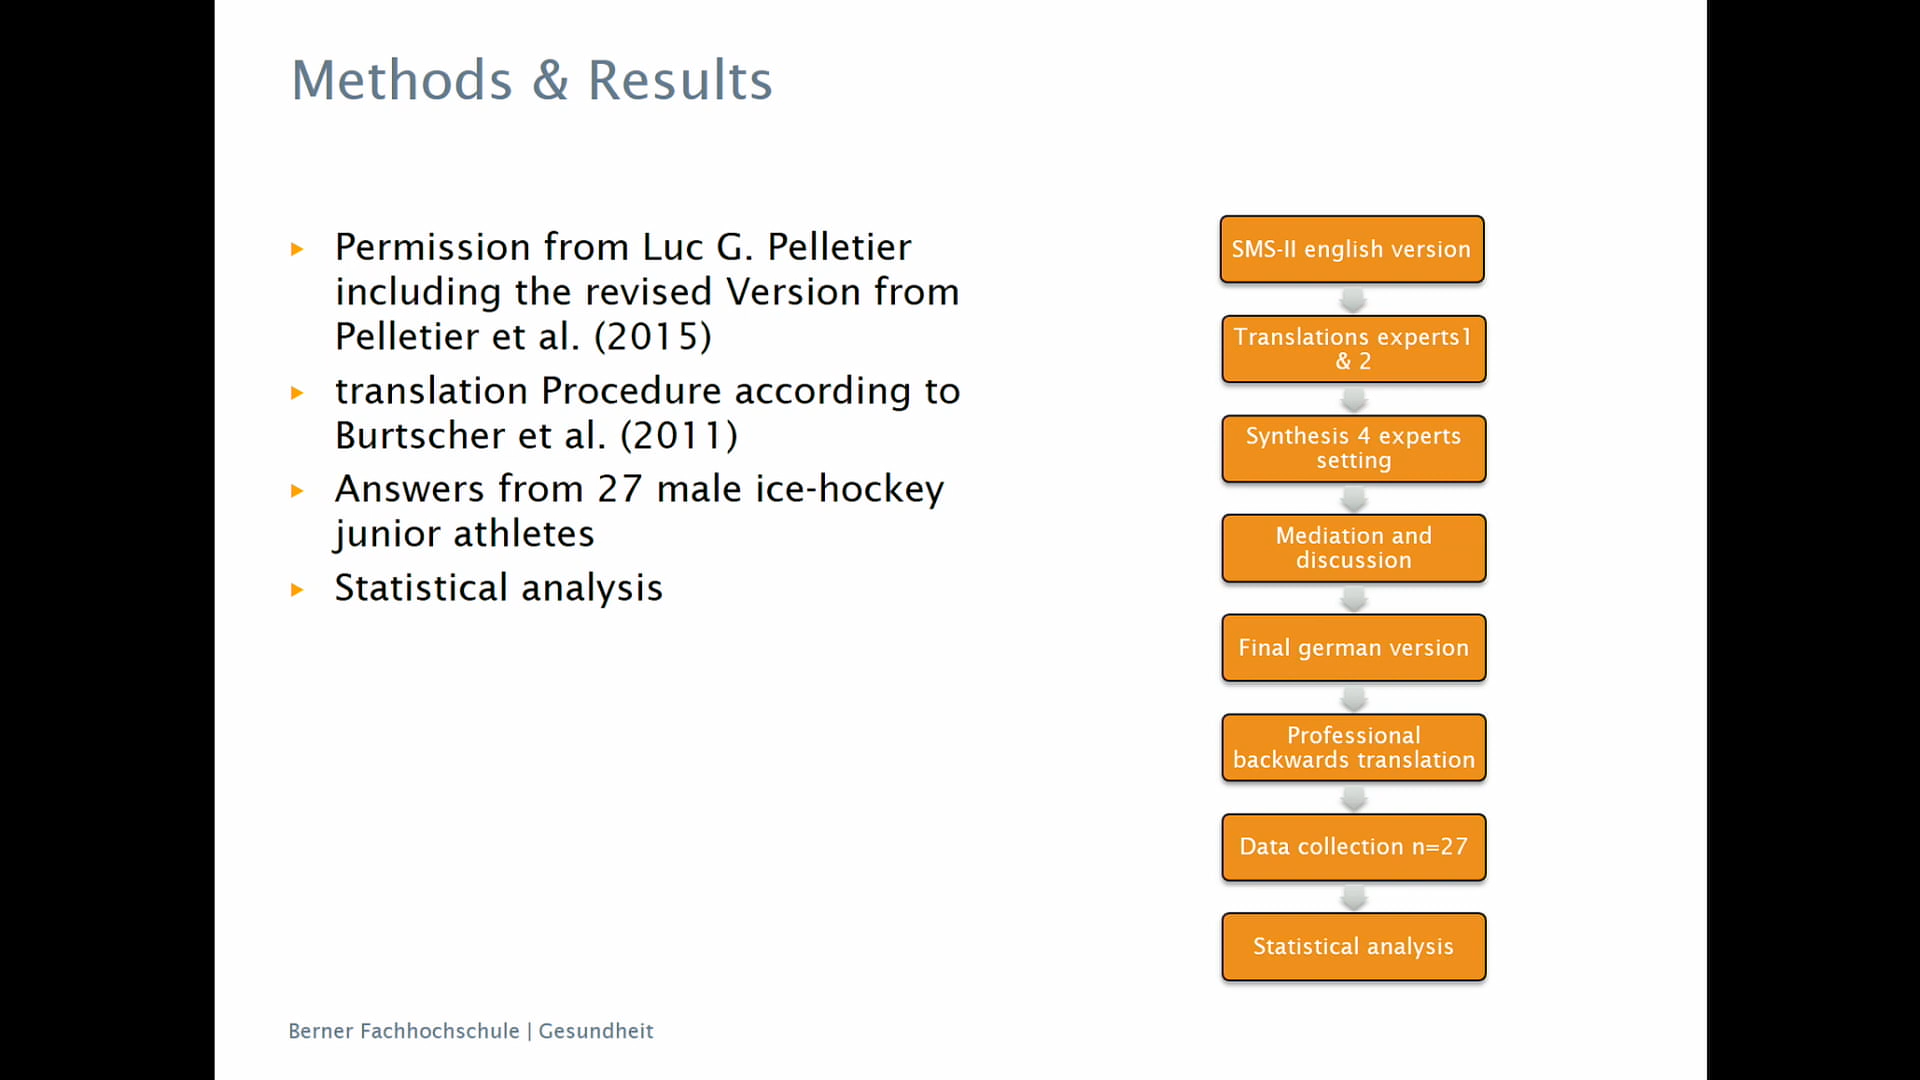 Methods & Results
Permission from Luc G. Pelletier
including the revised Version from
Pelletier et al. (2015)
translation Procedure according to
Burtscher et al. (2011)
Answers from 27 male ice-hockey
junior athletes
Statistical analysis
SMS-II english version
Translations experts1
& 2
Synthesis 4 experts
setting
Mediation and
discussion
Final german version
Professional
backwards translation
Data collection n=27
Statistical analysis
Berner Fachhochschule | Gesundheit